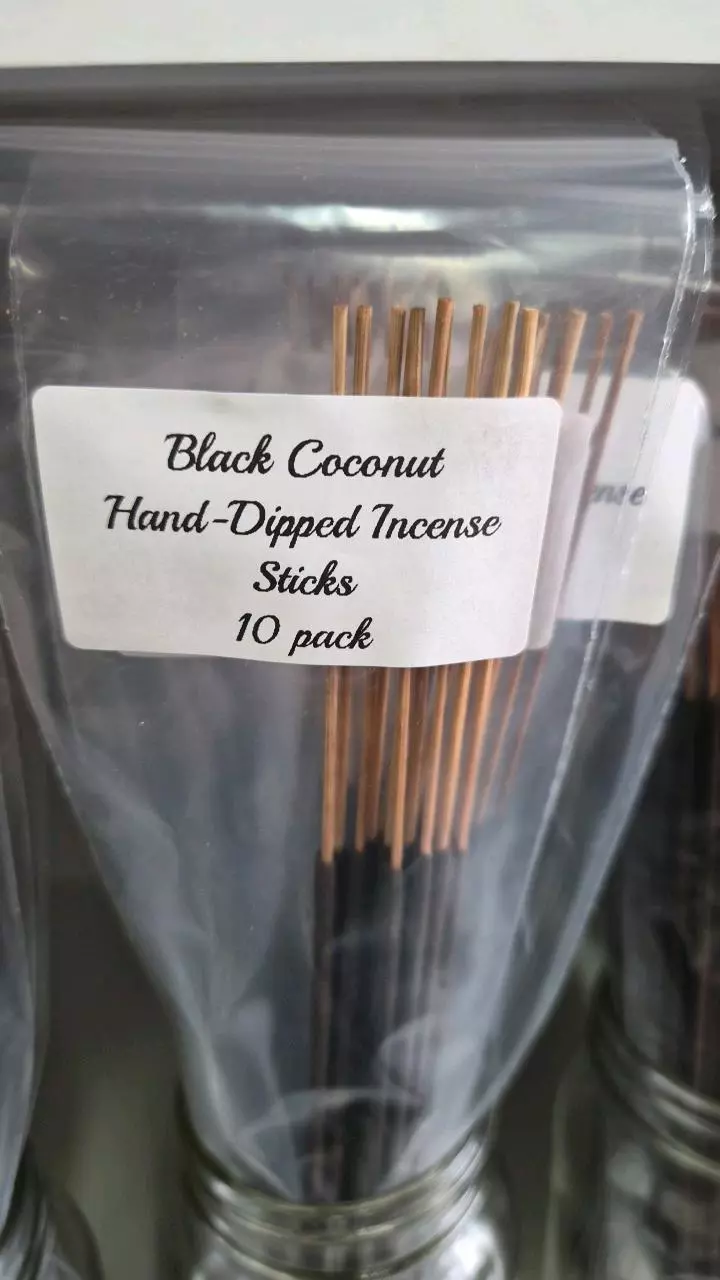 Black Coconut
Hand-Dipped Incense
Sticks
10 pack